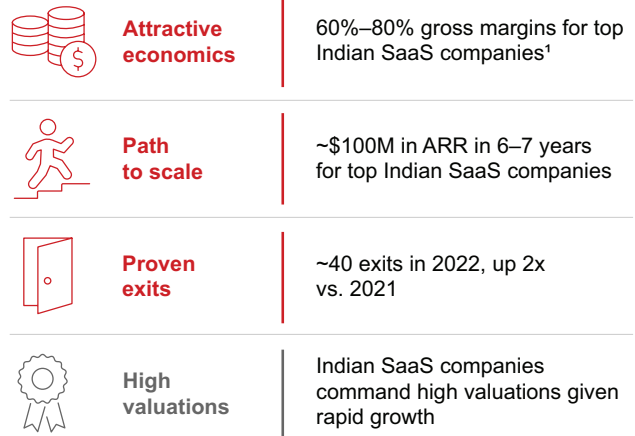 Attractive
economics
60%–80% gross margins for top
Indian SaaS companies¹
Path
to scale
~$100M in ARR in 6–7 years
for top Indian SaaS companies
Proven
exits
~40 exits in 2022, up 2x
vs. 2021
High
valuations
Indian SaaS companies
command high valuations given
rapid growth
$